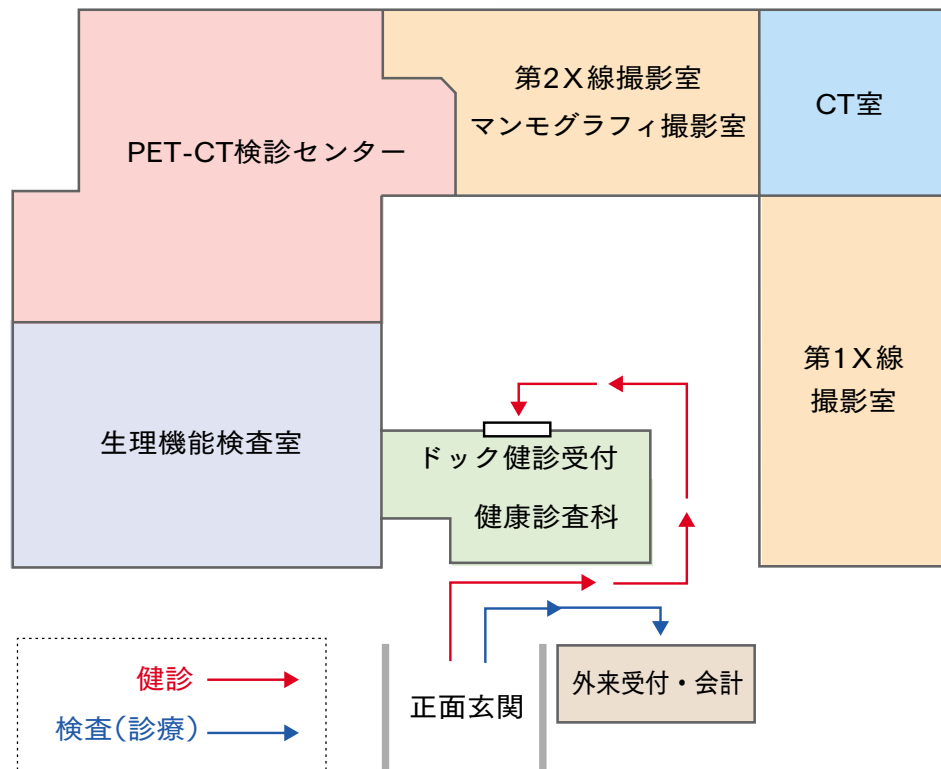 第2X線撮影室
マンモグラフィ撮影室
CT室
PET-CT検診センター
第1X線
撮影室
生理機能検査室
ドック健診受付
健康診査科
健診
検査(診療)
正面玄関
外来受付・会計